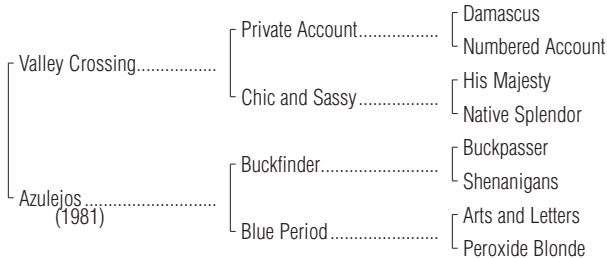 Damascus
Private Account..................
Numbered Account
Valley Crossing.................
His Majesty
Chic and Sassy .................
Native Splendor
Buckpasser
Buckfinder.........................
Shenanigans
Azulejos ............................
(1981)
Arts and Letters
Blue Period .......................
Peroxide Blonde